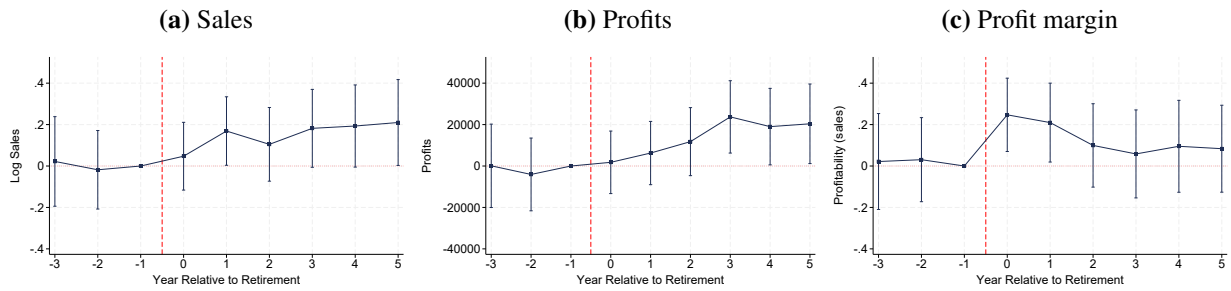 (a) Sales
.4
.2
0
-.2
-.4
Log Sales
-3 -2 -1 0 1 2 3 4 5
Year Relative to Retirement
(b) Profits
40000
20000
0
-20000
-40000
Profits
-3 -2 -1 0 1 2 3 4 5
Year Relative to Retirement
(c) Profit margin
.4
.2
0
-.2
-.4
Profitability (sales)
-3 -2 -1 0 1 2 3 4 5
Year Relative to Retirement